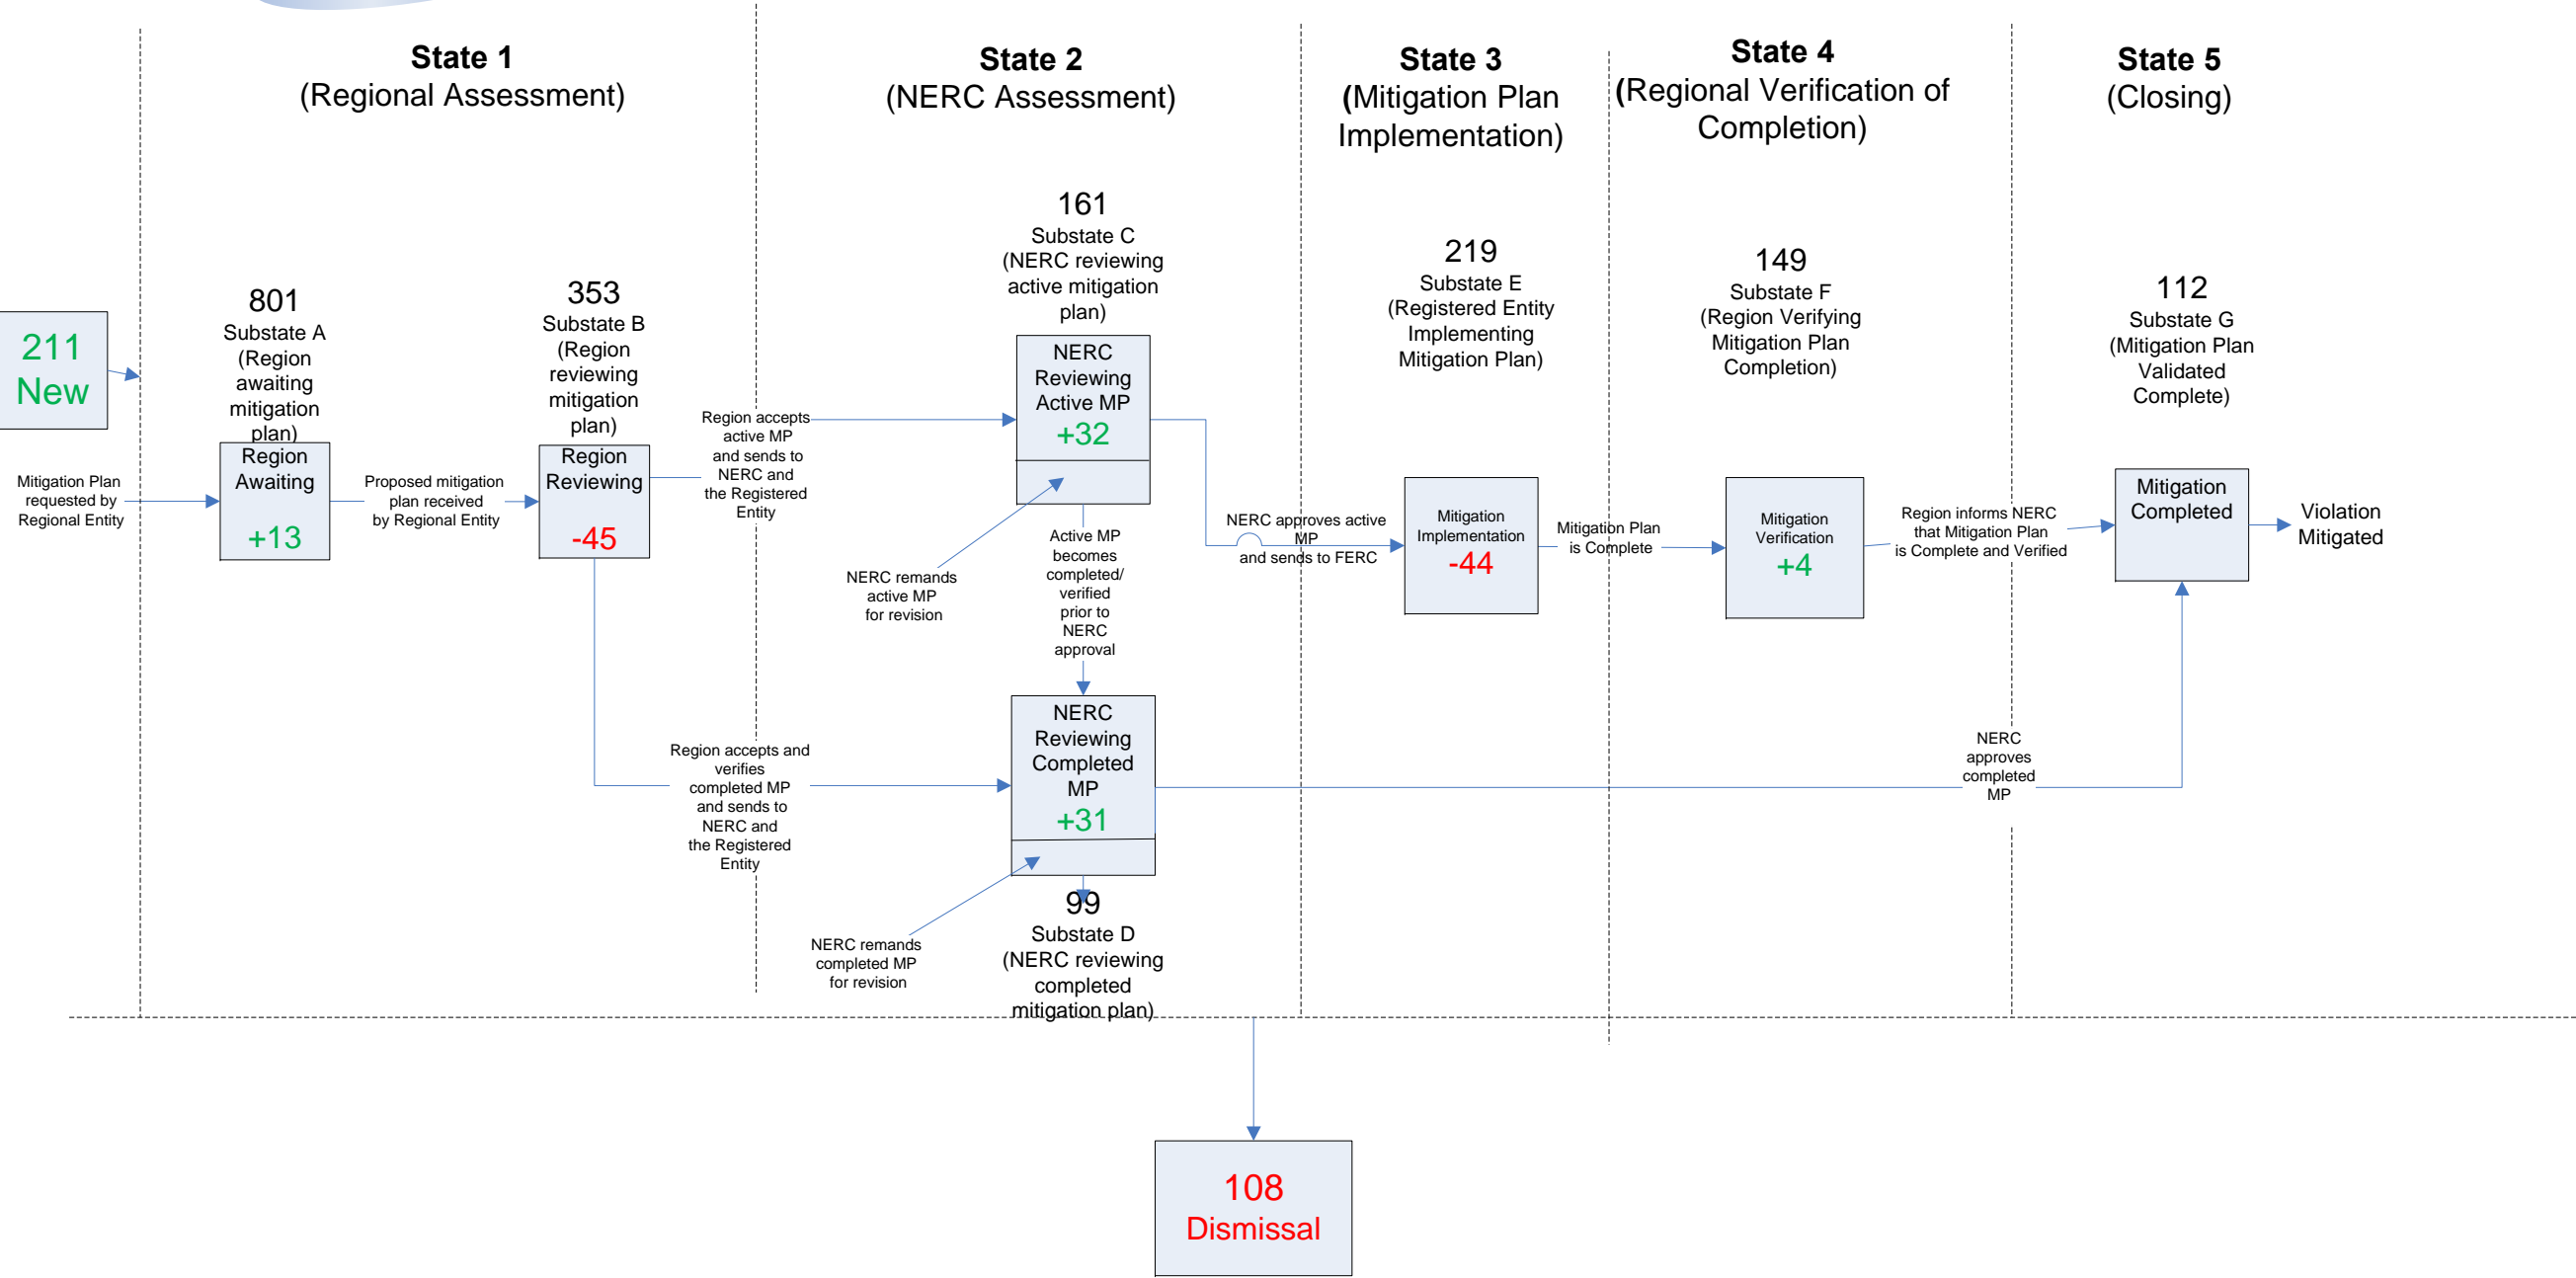 State 1
(Regional Assessment)
State 2
(NERC Assessment)
State 3
(Mitigation Plan
Implementation)
State 4
(Regional Verification of
Completion)
State 5
(Closing)
211
New
Mitigation Plan
requested by
Regional Entity
801
Substate A
(Region
awaiting
mitigation
plan)
Region
Awaiting
+13
Proposed mitigation
plan received
by Regional Entity
353
Substate B
(Region
reviewing
mitigation
plan)
Region
Reviewing
-45
Region accepts
active MP
and sends to
NERC and
the Registered
Entity
Region accepts and
verifies
completed MP
and sends to
NERC and
the Registered
Entity
161
Substate C
(NERC reviewing
active mitigation
plan)
NERC
Reviewing
Active MP
+32
NERC remands
active MP
for revision
Active MP
becomes
completed/
verified
prior to
NERC
approval
NERC
Reviewing
Completed
MP
+31
NERC remands
completed MP
for revision
99
Substate D
(NERC reviewing
completed
mitigation plan)
NERC approves active
MP
and sends to FERC
219
Substate E
(Registered Entity
Implementing
Mitigation Plan)
Mitigation
Implementation
-44
Mitigation Plan
is Complete
149
Substate F
(Region Verifying
Mitigation Plan
Completion)
Mitigation
Verification
+4
Region informs NERC
that Mitigation Plan
is Complete and Verified
NERC
approves
completed
MP
112
Substate G
(Mitigation Plan
Validated
Complete)
Mitigation
Completed
Violation
Mitigated
108
Dismissal